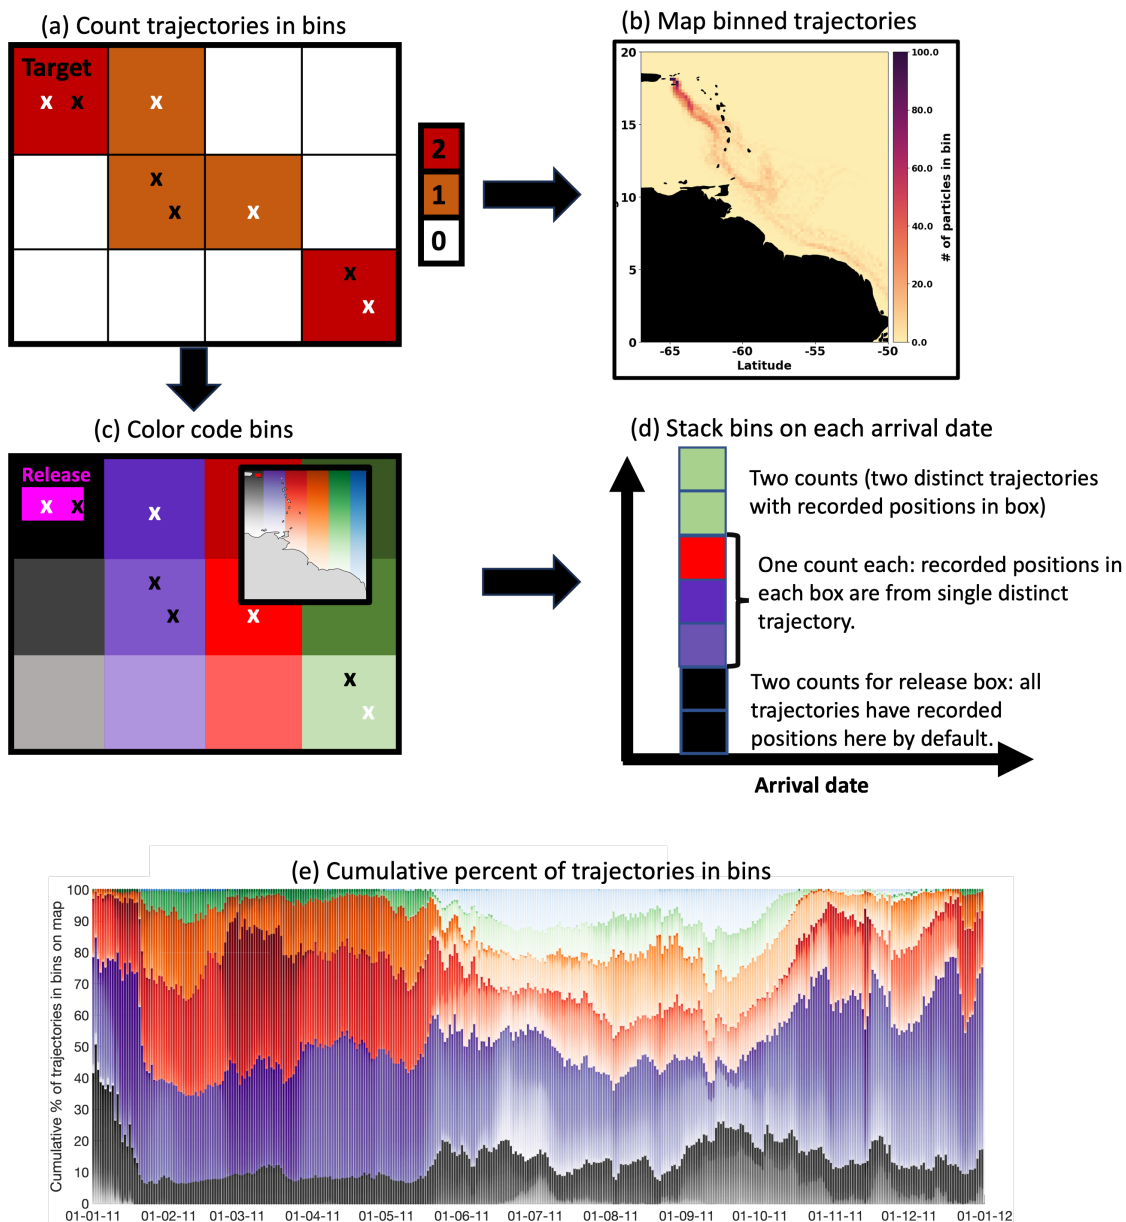 (a) Count trajectories in bins
Target
x x x
x
x x
x
x
2
1
0
(b) Map binned trajectories
20
15
10
5
0
-65 -60 -55 -50
Latitude
100.0
80.0
60.0
40.0
20.0
0.0
# of particles in bin
(c) Color code bins
Release
x x x
x
x x
x
x
(d) Stack bins on each arrival date
Two counts (two distinct trajectories
with recorded positions in box)
One count each: recorded positions in
each box are from single distinct
trajectory.
Two counts for release box: all
trajectories have recorded
positions here by default.
Arrival date
(e) Cumulative percent of trajectories in bins
Cumulative % of trajectories in bins on map
100
90
80
70
60
50
40
30
20
10
0
01-01-11 01-02-11 01-03-11 01-04-11 01-05-11 01-06-11 01-07-11 01-08-11 01-09-11 01-10-11 01-11-11 01-01-12